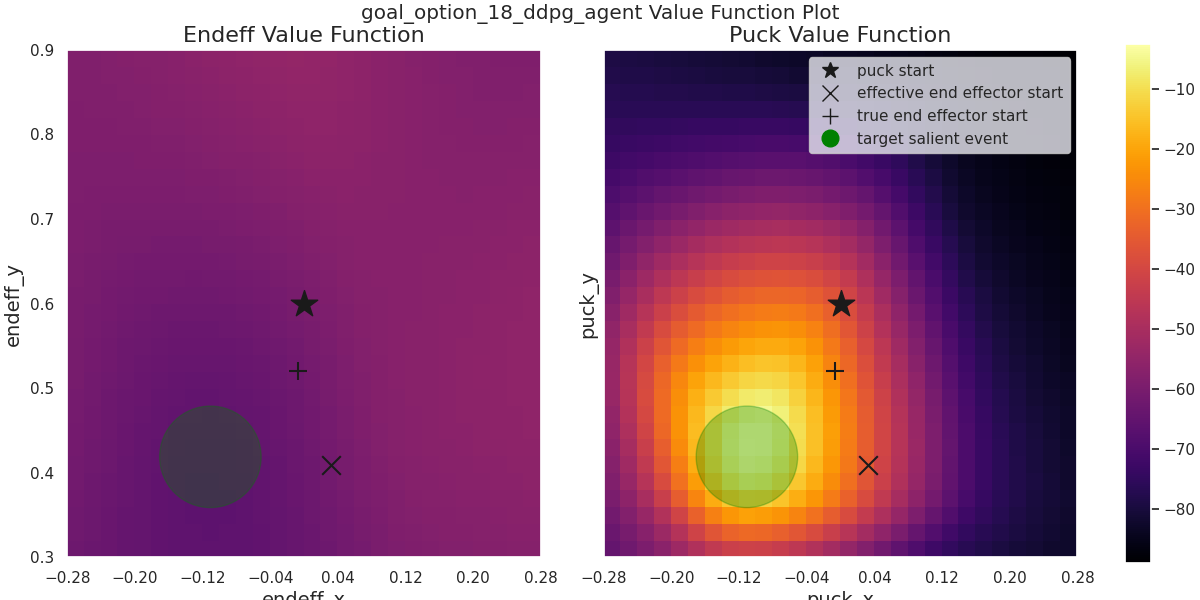 goal_option_18_ddpg_agent Value Function Plot
Endeff Value Function
Puck Value Function
puck start
effective end effector start
true end effector start
target salient event
0.9
0.8
0.7
0.6
0.5
0.4
0.3
endeff_y
−0.28 −0.20 −0.12 −0.04 0.04 0.12 0.20 0.28
endeff_x
puck_y
−0.28 −0.20 −0.12 −0.04 0.04 0.12 0.20 0.28
puck_x
−10
−20
−30
−40
−50
−60
−70
−80